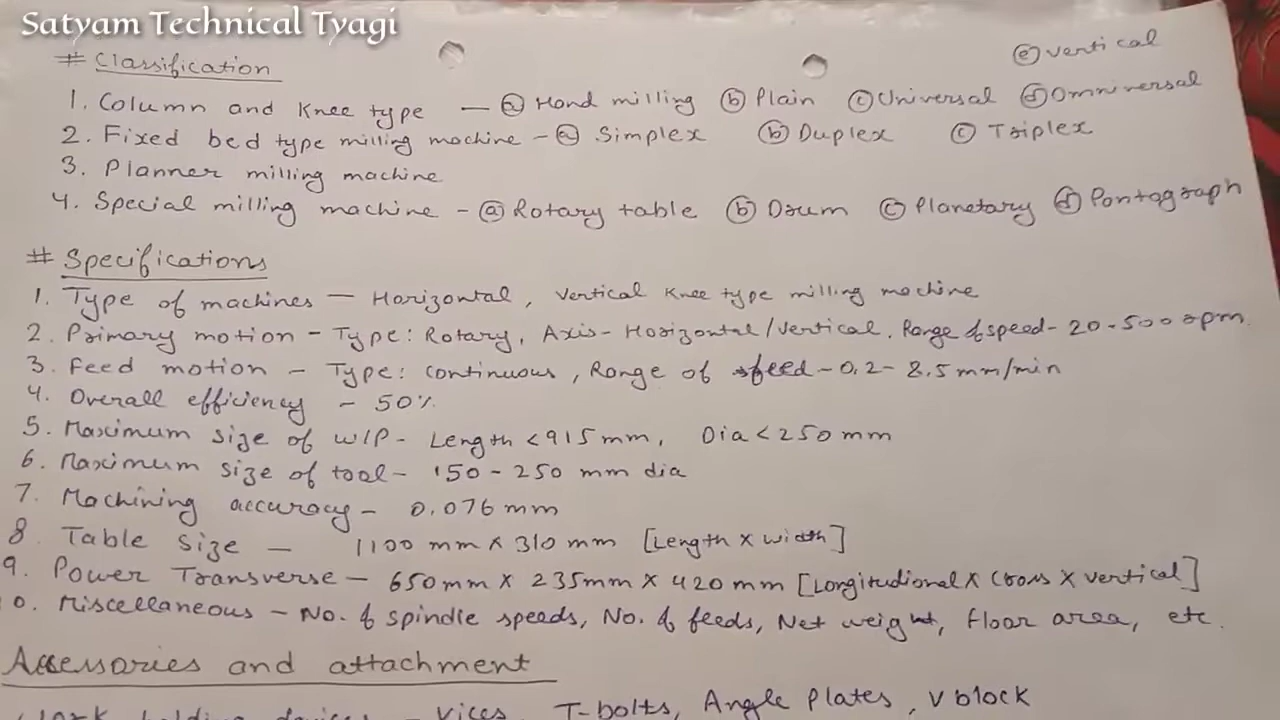 Satyam Technical Tyagi
# Classification
(e) Vertical
1. Column and Knee type — (a) Hand milling (b) Plain (c) Universal (d) Omniversal
2. Fixed bed type milling machine - (a) Simplex (b) Duplex (c) Triplex
3. Planner milling machine
4. Special milling machine - (a) Rotary table (b) Drum (c) Planetary (d) Pantograph
# Specifications
1. Type of machines — Horizontal, Vertical Knee type milling machine
2. Primary motion - Type: Rotary, Axis - Horizontal/Vertical. Range of speed - 20-500 rpm
3. Feed motion - Type: continuous, Range of feed - 0.2 - 8.5 mm/min
4. Overall efficiency - 50%
5. Maximum size of W/P - Length < 915 mm, Dia < 250 mm
6. Maximum size of tool - 150 - 250 mm dia
7. Machining accuracy - 0.076 mm
8. Table Size — 1100 mm x 310 mm [Length x width]
9. Power Transverse - 650mm x 235mm x 420 mm [Longitudional x Cross x Vertical]
0. Miscellaneous - No. of spindle speeds, No. of feeds, Net weight, Floor area, etc.
Accessories and attachment
holding devices - Vices, T-bolts, Angle Plates, V block